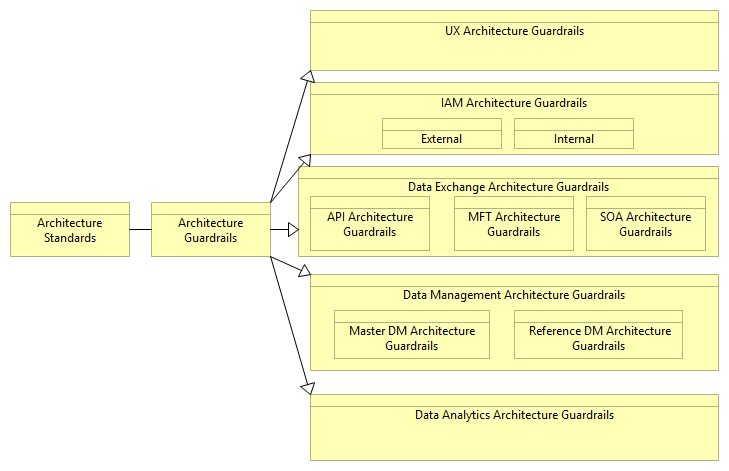 UX Architecture Guardrails
IAM Architecture Guardrails
External
Internal
Data Exchange Architecture Guardrails
API Architecture
Guardrails
MFT Architecture
Guardrails
SOA Architecture
Guardrails
Architecture
Standards
Architecture
Guardrails
Data Management Architecture Guardrails
Master DM Architecture
Guardrails
Reference DM Architecture
Guardrails
Data Analytics Architecture Guardrails